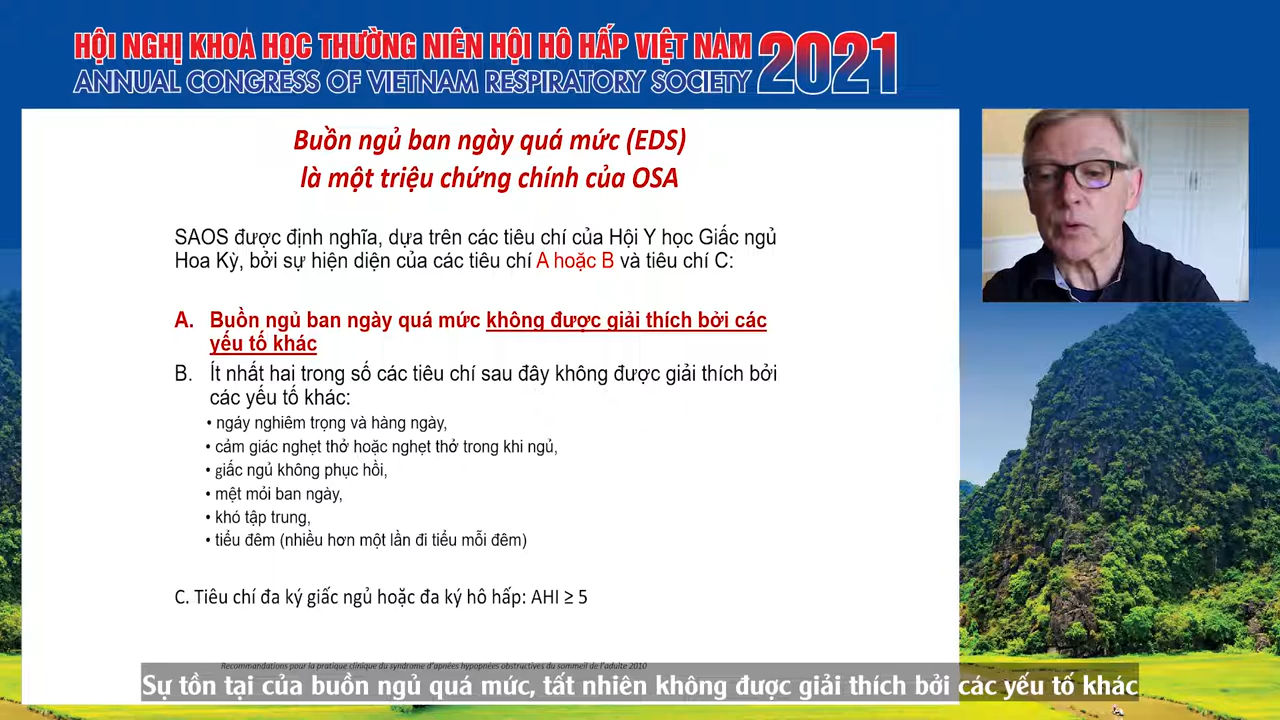 HỘI NGHỊ KHOA HỌC THƯỜNG NIÊN HỘI HÔ HẤP VIỆT NAM 2021
ANNUAL CONGRESS OF VIETNAM RESPIRATORY SOCIETY
Buồn ngủ ban ngày quá mức (EDS)
là một triệu chứng chính của OSA
SAOS được định nghĩa, dựa trên các tiêu chí của Hội Y học Giấc ngủ
Hoa Kỳ, bởi sự hiện diện của các tiêu chí A hoặc B và tiêu chí C:
A. Buồn ngủ ban ngày quá mức không được giải thích bởi các
yếu tố khác
B. Ít nhất hai trong số các tiêu chí sau đây không được giải thích bởi
các yếu tố khác:
• ngáy nghiêm trọng và hàng ngày,
• cảm giác nghẹt thở hoặc nghẹt thở trong khi ngủ,
• giấc ngủ không phục hồi,
• mệt mỏi ban ngày,
• khó tập trung,
• tiểu đêm (nhiều hơn một lần đi tiểu mỗi đêm)
C. Tiêu chí đa ký giấc ngủ hoặc đa ký hô hấp: AHI ≥ 5
Recommandations pour la pratique clinique du syndrome d'apnées hypopnées obstructives du sommeil de l'adulte 2010
Sự tồn tại của buồn ngủ quá mức, tất nhiên không được giải thích bởi các yếu tố khác